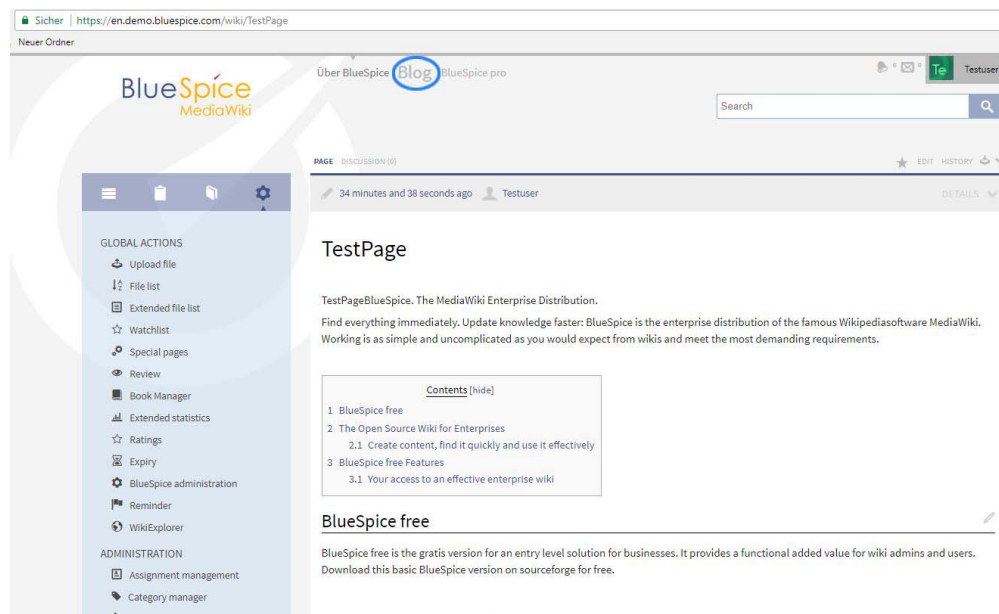 Sicher | https://en.demo.bluespice.com/wiki/TestPage
Neuer Ordner
BlueSpice
MediaWiki
Über BlueSpice Blog BlueSpice pro
Te Testuser
Search
PAGE DISCUSSION (0) EDIT HISTORY
34 minutes and 38 seconds ago Testuser DETAILS
GLOBAL ACTIONS
Upload file
File list
Extended file list
Watchlist
Special pages
Review
Book Manager
Extended statistics
Ratings
Expiry
BlueSpice administration
Reminder
WikiExplorer
ADMINISTRATION
Assignment management
Category manager
TestPage
TestPageBlueSpice. The MediaWiki Enterprise Distribution.
Find everything immediately. Update knowledge faster: BlueSpice is the enterprise distribution of the famous Wikipediasoftware MediaWiki.
Working is as simple and uncomplicated as you would expect from wikis and meet the most demanding requirements.
Contents [hide]
1 BlueSpice free
2 The Open Source Wiki for Enterprises
2.1 Create content, find it quickly and use it effectively
3 BlueSpice free Features
3.1 Your access to an effective enterprise wiki
BlueSpice free
BlueSpice free is the gratis version for an entry level solution for businesses. It provides a functional added value for wiki admins and users.
Download this basic BlueSpice version on sourceforge for free.